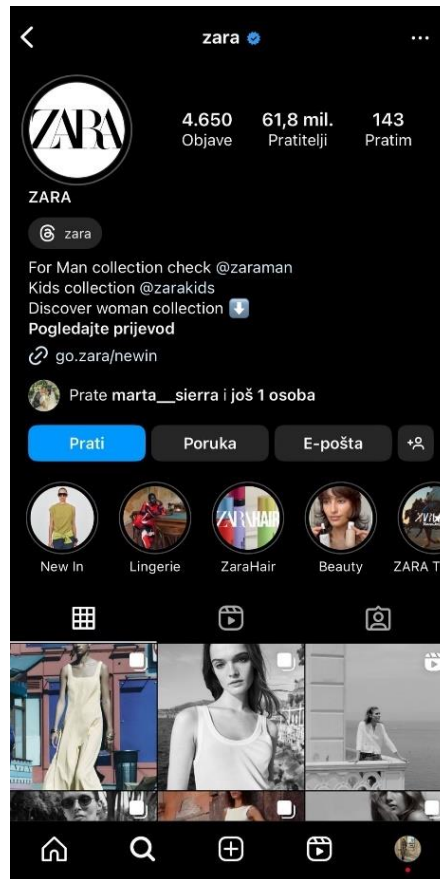 zara
ZARA
4.650 61,8 mil. 143
Objave Pratitelji Pratim
ZARA
zara
For Man collection check @zaraman
Kids collection @zarakids
Discover woman collection ⬇️
Pogledajte prijevod
go.zara/newin
Prate marta__sierra i još 1 osoba
Prati Poruka E-pošta
ZARAHAIR
New In Lingerie ZaraHair Beauty ZARA T